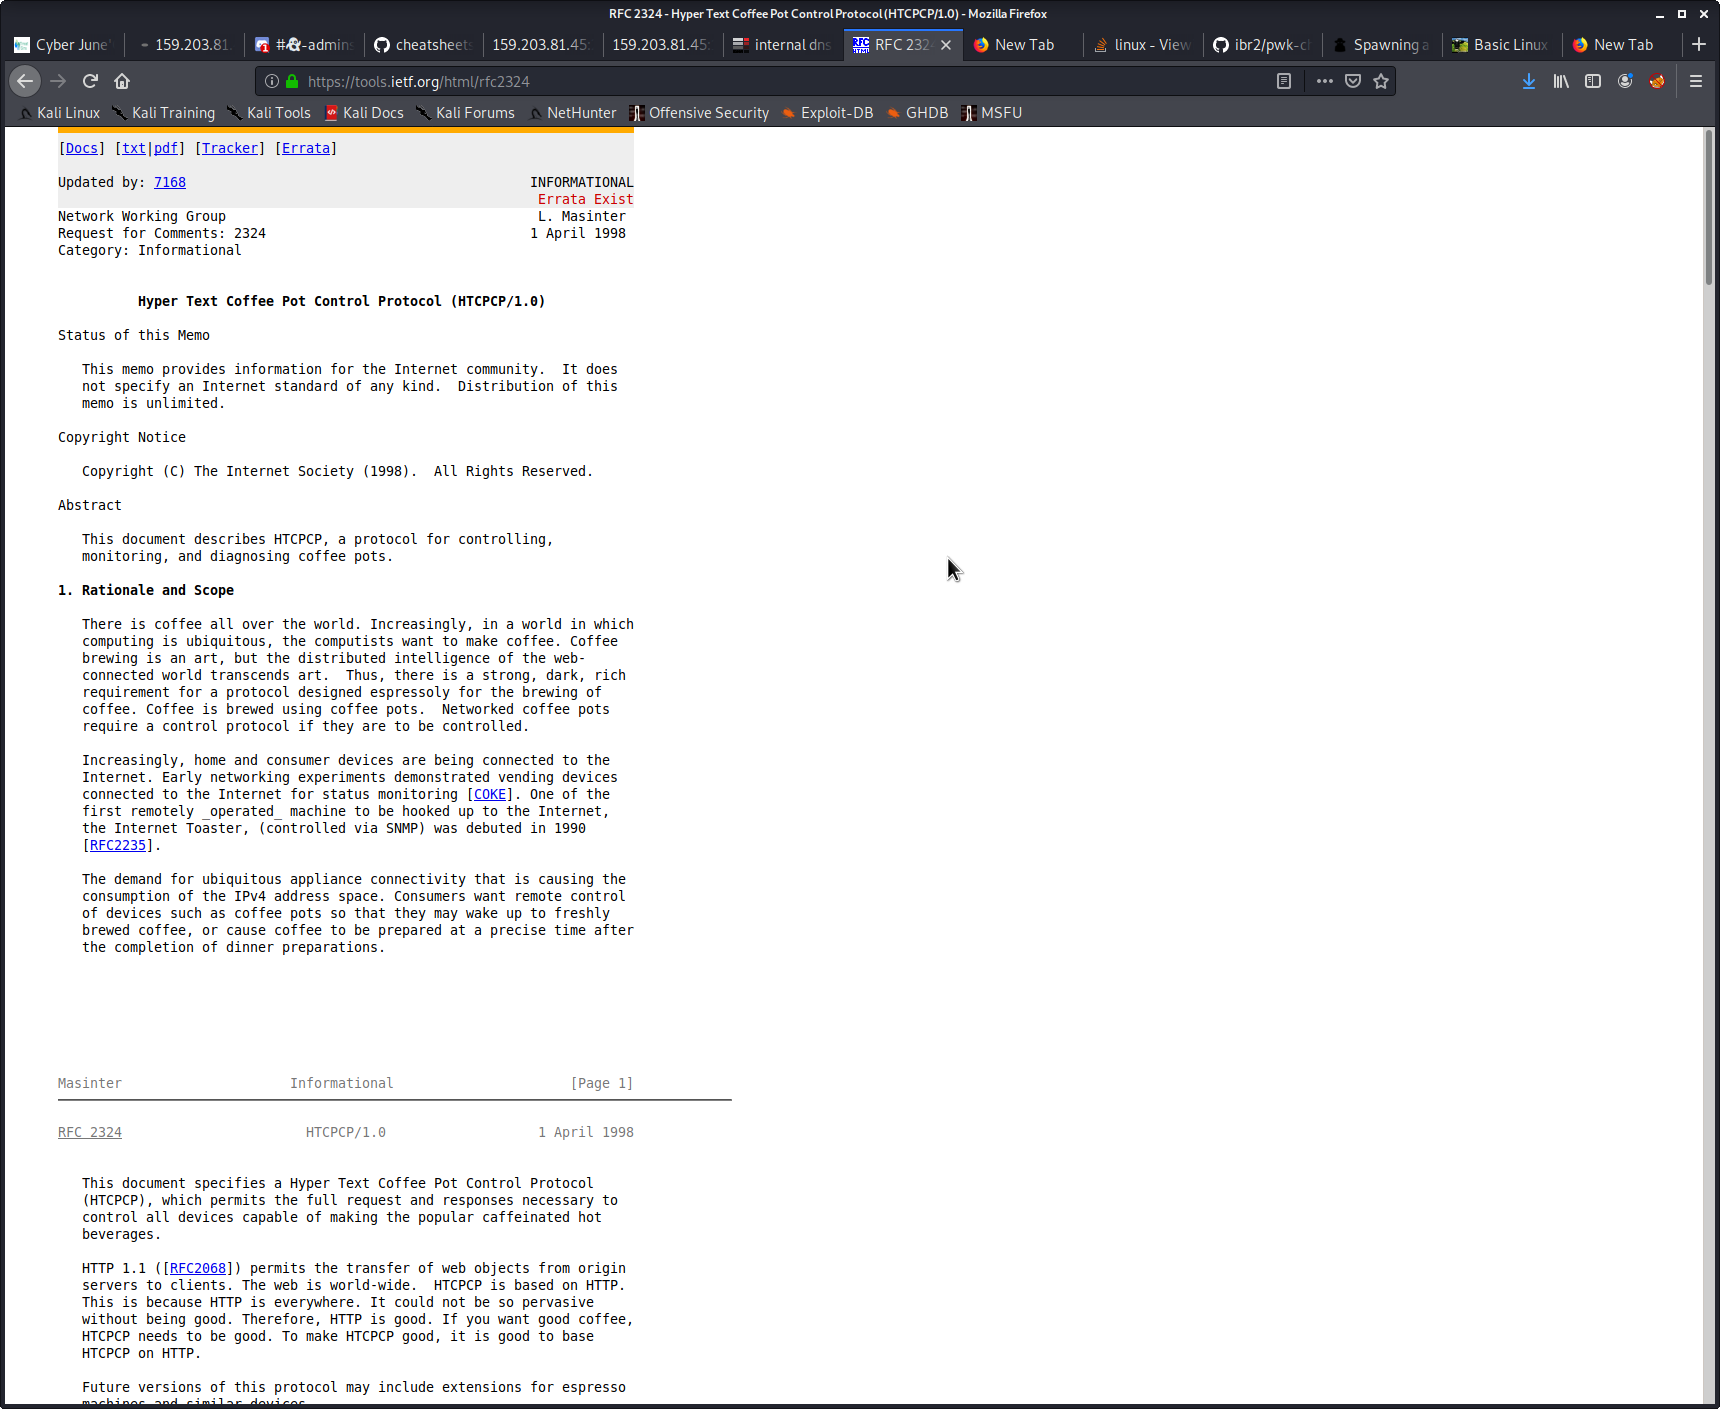 RFC 2324 - Hyper Text Coffee Pot Control Protocol (HTCPCP/1.0) - Mozilla Firefox
Cyber June 159.203.81. -admins cheatsheet 159.203.81.45: 159.203.81.45: internal dns RFC 232 New Tab linux - View ibr2/pwk-c Spawning a Basic Linux New Tab
https://tools.ietf.org/html/rfc2324
Kali Linux Kali Training Kali Tools Kali Docs Kali Forums NetHunter Offensive Security Exploit-DB GHDB MSFU
[Docs] [txt|pdf] [Tracker] [Errata]
Updated by: 7168 INFORMATIONAL
Errata Exist
Network Working Group L. Masinter
Request for Comments: 2324 1 April 1998
Category: Informational
Hyper Text Coffee Pot Control Protocol (HTCPCP/1.0)
Status of this Memo
This memo provides information for the Internet community.  It does
not specify an Internet standard of any kind.  Distribution of this
memo is unlimited.
Copyright Notice
Copyright (C) The Internet Society (1998).  All Rights Reserved.
Abstract
This document describes HTCPCP, a protocol for controlling,
monitoring, and diagnosing coffee pots.
1. Rationale and Scope
There is coffee all over the world. Increasingly, in a world in which
computing is ubiquitous, the computists want to make coffee. Coffee
brewing is an art, but the distributed intelligence of the web-
connected world transcends art.  Thus, there is a strong, dark, rich
requirement for a protocol designed espressoly for the brewing of
coffee. Coffee is brewed using coffee pots.  Networked coffee pots
require a control protocol if they are to be controlled.
Increasingly, home and consumer devices are being connected to the
Internet. Early networking experiments demonstrated vending devices
connected to the Internet for status monitoring [COKE]. One of the
first remotely _operated_ machine to be hooked up to the Internet,
the Internet Toaster, (controlled via SNMP) was debuted in 1990
[RFC2235].
The demand for ubiquitous appliance connectivity that is causing the
consumption of the IPv4 address space. Consumers want remote control
of devices such as coffee pots so that they may wake up to freshly
brewed coffee, or cause coffee to be prepared at a precise time after
the completion of dinner preparations.
Masinter Informational [Page 1]
RFC 2324 HTCPCP/1.0 1 April 1998
This document specifies a Hyper Text Coffee Pot Control Protocol
(HTCPCP), which permits the full request and responses necessary to
control all devices capable of making the popular caffeinated hot
beverages.
HTTP 1.1 ([RFC2068]) permits the transfer of web objects from origin
servers to clients. The web is world-wide.  HTCPCP is based on HTTP.
This is because HTTP is everywhere. It could not be so pervasive
without being good. Therefore, HTTP is good. If you want good coffee,
HTCPCP needs to be good. To make HTCPCP good, it is good to base
HTCPCP on HTTP.
Future versions of this protocol may include extensions for espresso
machines and similar devices.